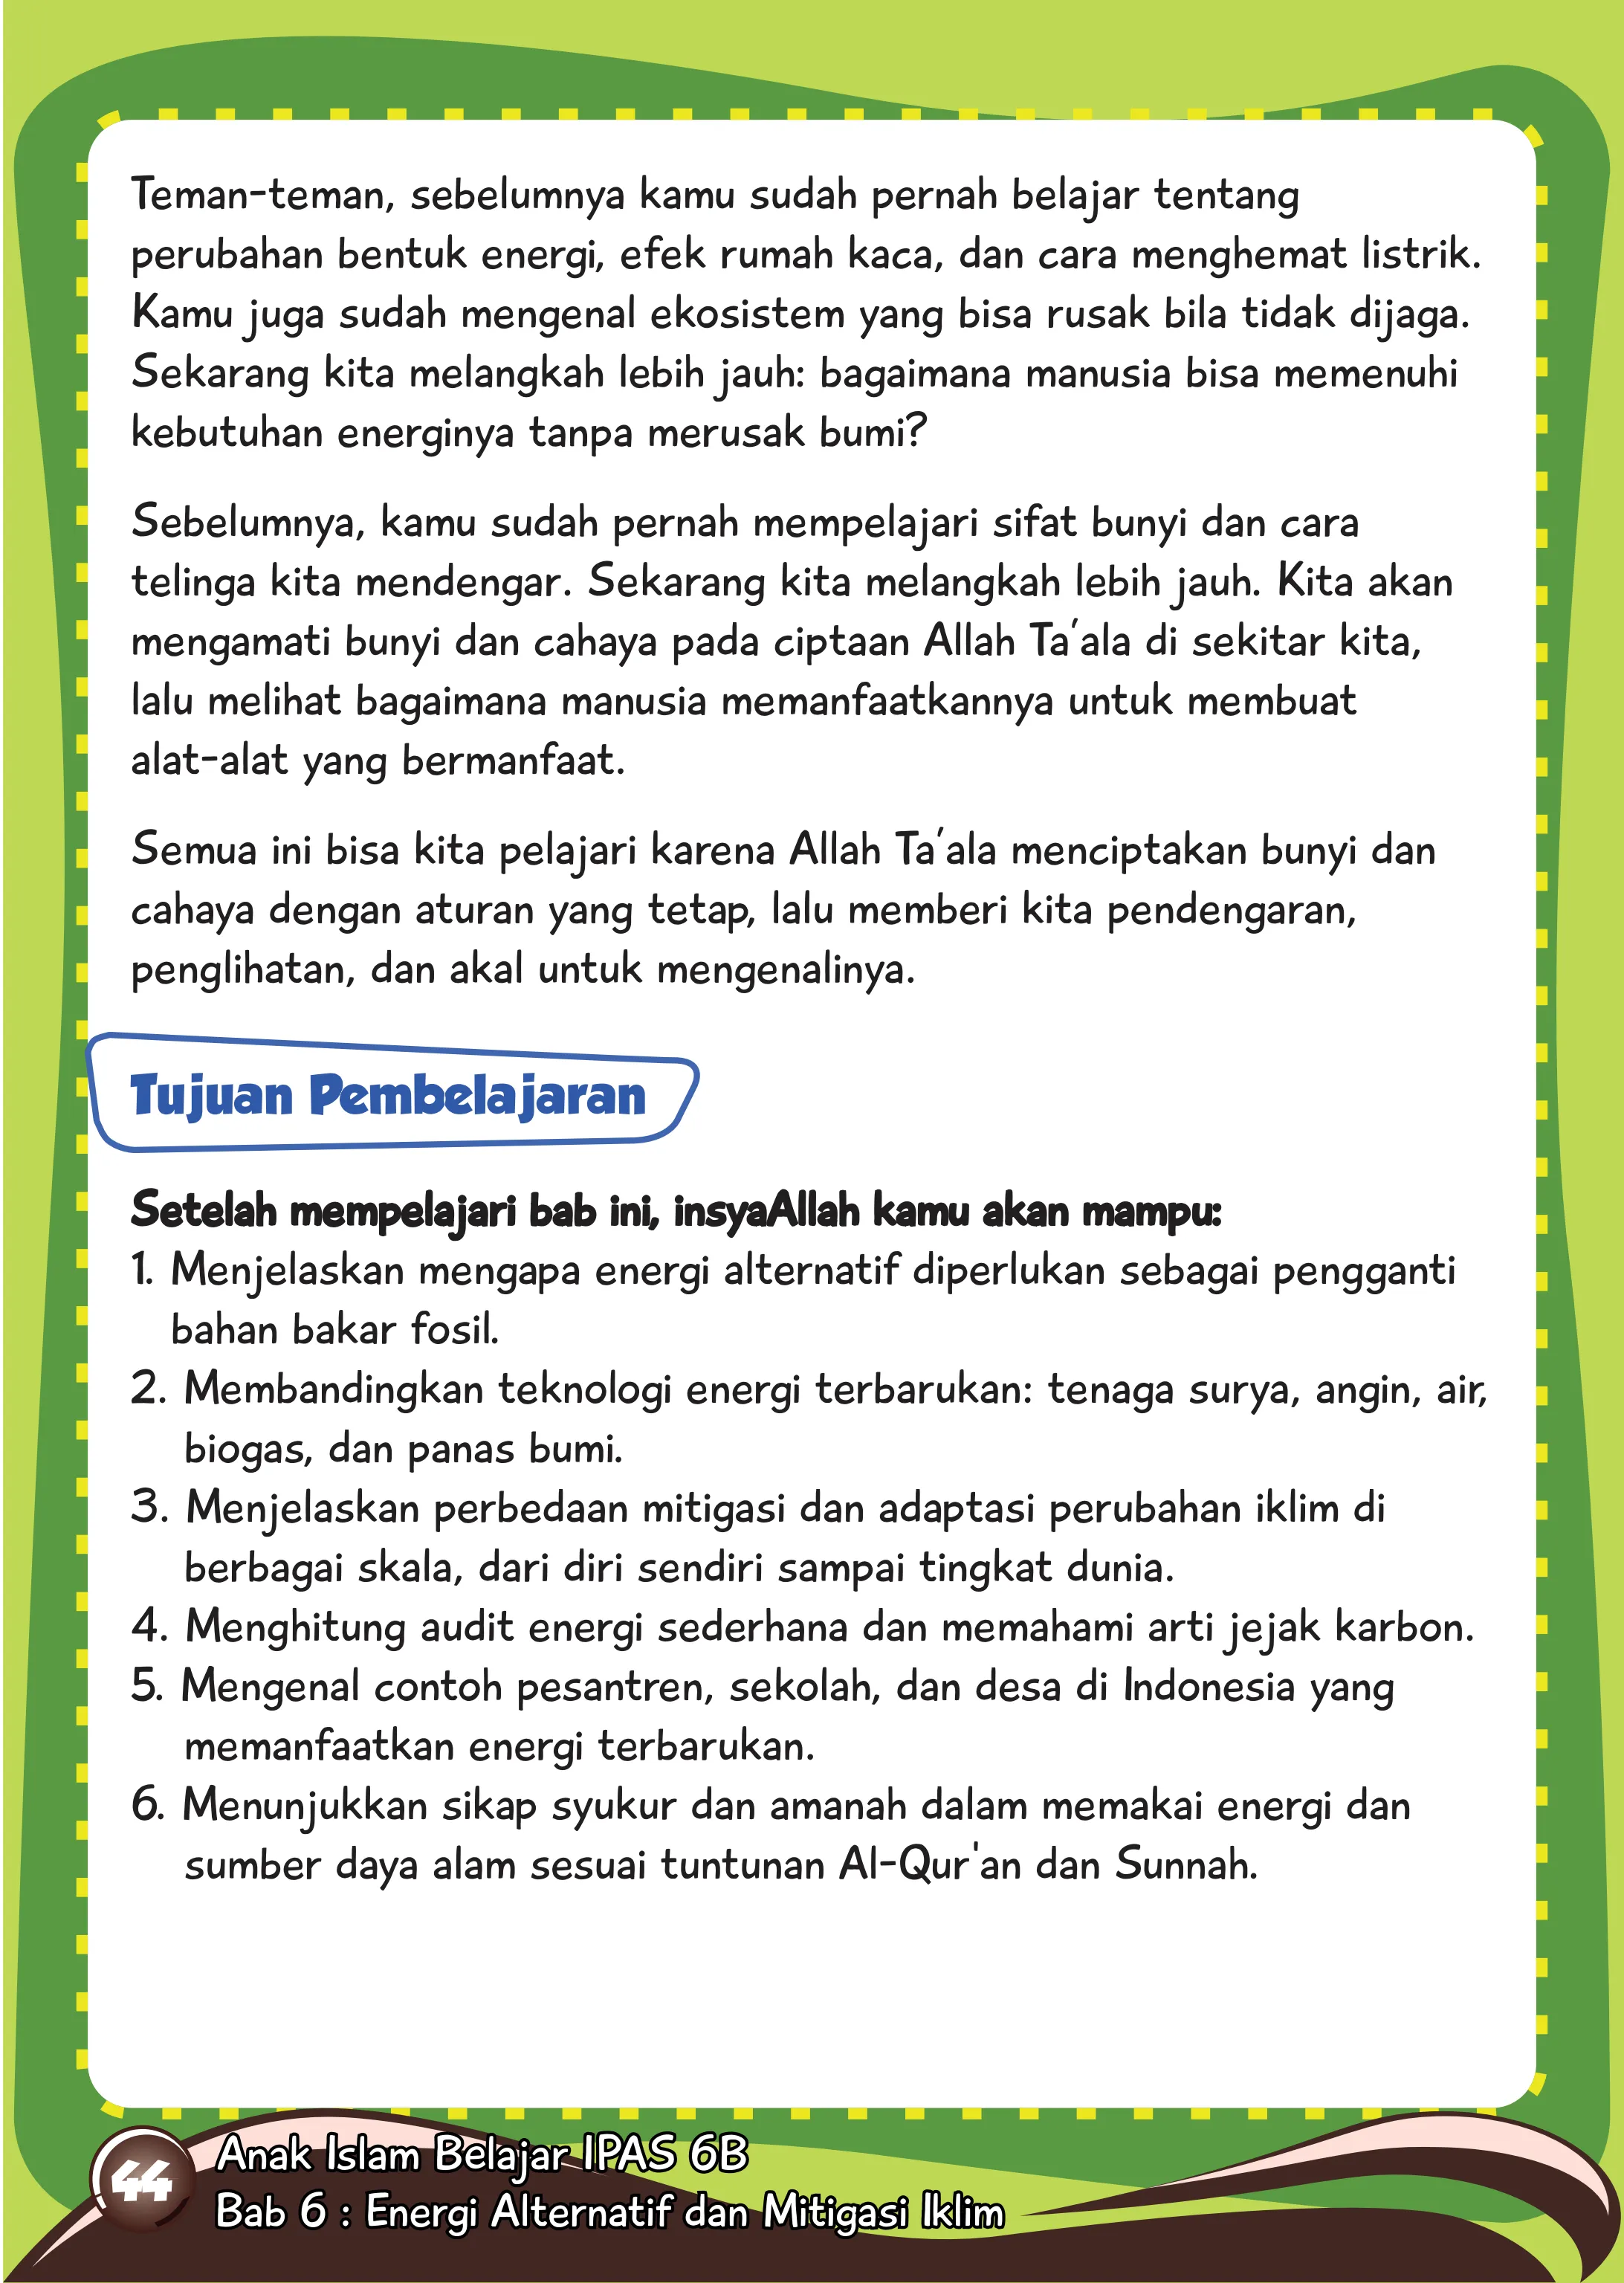 Teman-teman, sebelumnya kamu sudah pernah belajar tentang
perubahan bentuk energi, efek rumah kaca, dan cara menghemat listrik.
Kamu juga sudah mengenal ekosistem yang bisa rusak bila tidak dijaga.
Sekarang kita melangkah lebih jauh: bagaimana manusia bisa memenuhi
kebutuhan energinya tanpa merusak bumi?
Sebelumnya, kamu sudah pernah mempelajari sifat bunyi dan cara
telinga kita mendengar. Sekarang kita melangkah lebih jauh. Kita akan
mengamati bunyi dan cahaya pada ciptaan Allah Ta’ala di sekitar kita,
lalu melihat bagaimana manusia memanfaatkannya untuk membuat
alat-alat yang bermanfaat.
Semua ini bisa kita pelajari karena Allah Ta’ala menciptakan bunyi dan
cahaya dengan aturan yang tetap, lalu memberi kita pendengaran,
penglihatan, dan akal untuk mengenalinya.
Tujuan Pembelajaran
Setelah mempelajari bab ini, insyaAllah kamu akan mampu:
1. Menjelaskan mengapa energi alternatif diperlukan sebagai pengganti
bahan bakar fosil.
2. Membandingkan teknologi energi terbarukan: tenaga surya, angin, air,
biogas, dan panas bumi.
3. Menjelaskan perbedaan mitigasi dan adaptasi perubahan iklim di
berbagai skala, dari diri sendiri sampai tingkat dunia.
4. Menghitung audit energi sederhana dan memahami arti jejak karbon.
5. Mengenal contoh pesantren, sekolah, dan desa di Indonesia yang
memanfaatkan energi terbarukan.
6. Menunjukkan sikap syukur dan amanah dalam memakai energi dan
sumber daya alam sesuai tuntunan Al-Qur'an dan Sunnah.
44
Anak Islam Belajar IPAS 6B
Bab 6 : Energi Alternatif dan Mitigasi Iklim